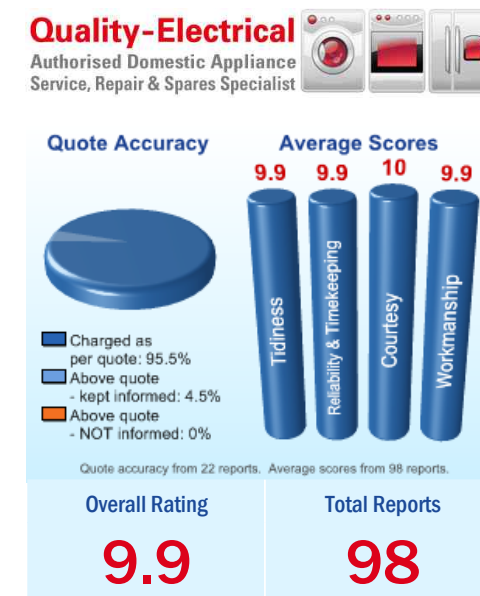 Quality-Electrical
Authorised Domestic Appliance
Service, Repair & Spares Specialist
Quote Accuracy
Charged as
per quote: 95.5%
Above quote
- kept informed: 4.5%
Above quote
- NOT informed: 0%
Average Scores
9.9 9.9 10 9.9
Tidiness
Reliability & Timekeeping
Courtesy
Workmanship
Quote accuracy from 22 reports. Average scores from 98 reports.
Overall Rating
9.9
Total Reports
98